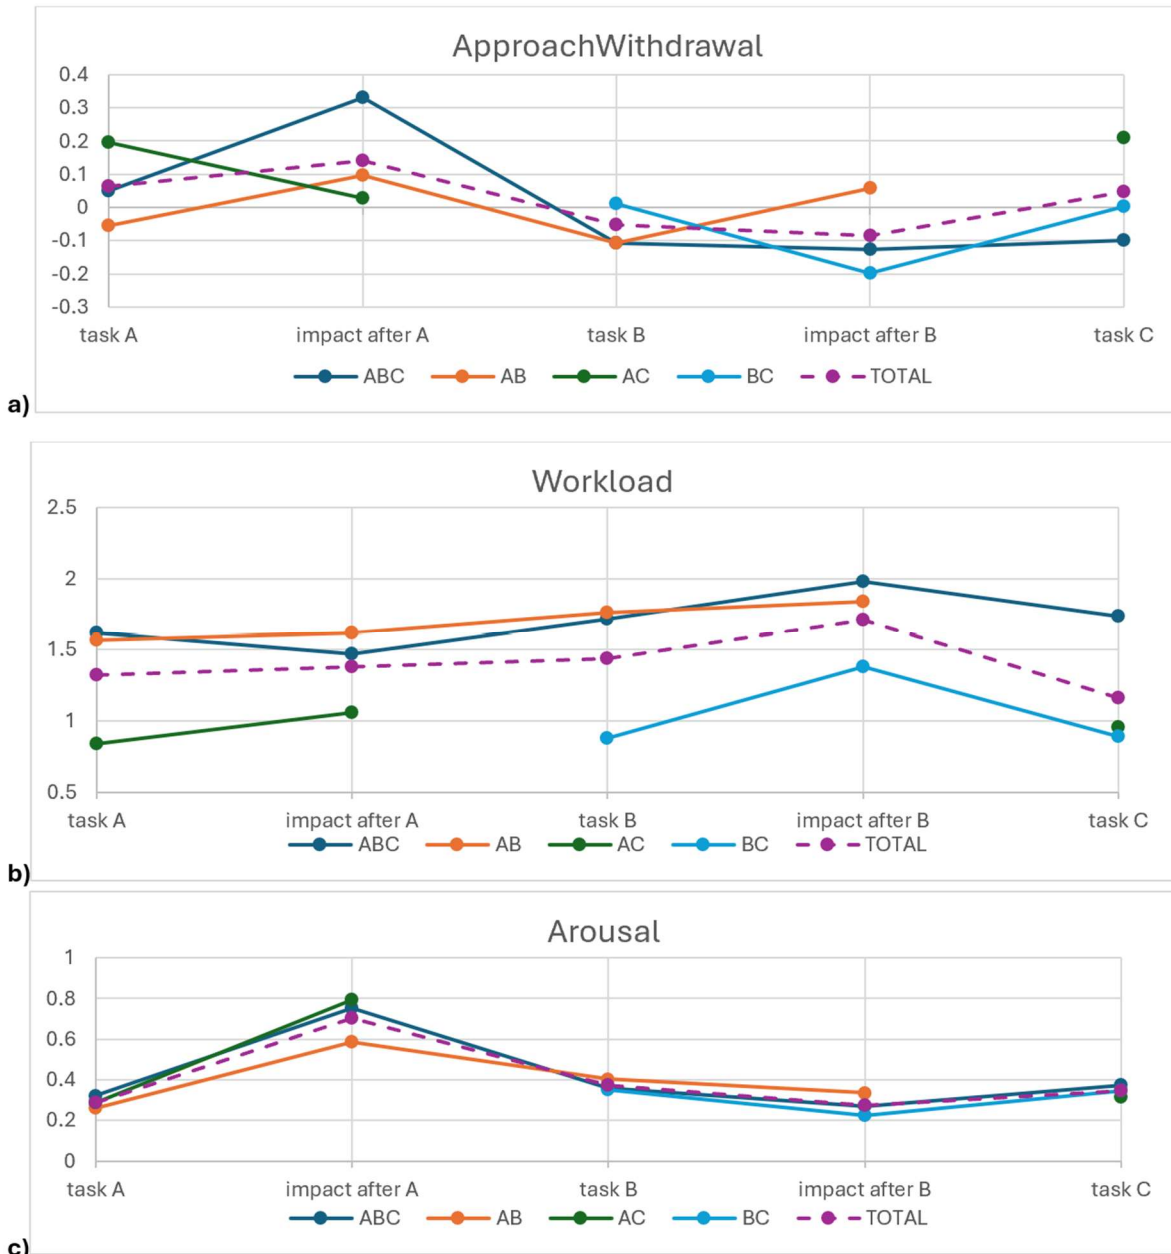 ApproachWithdrawal
0.4
0.3
0.2
0.1
0
-0.1
-0.2
-0.3
task A impact after A task B impact after B task C
ABC AB AC BC TOTAL
a)
Workload
2.5
2
1.5
1
0.5
task A impact after A task B impact after B task C
ABC AB AC BC TOTAL
b)
Arousal
1
0.8
0.6
0.4
0.2
0
task A impact after A task B impact after B task C
ABC AB AC BC TOTAL
c)